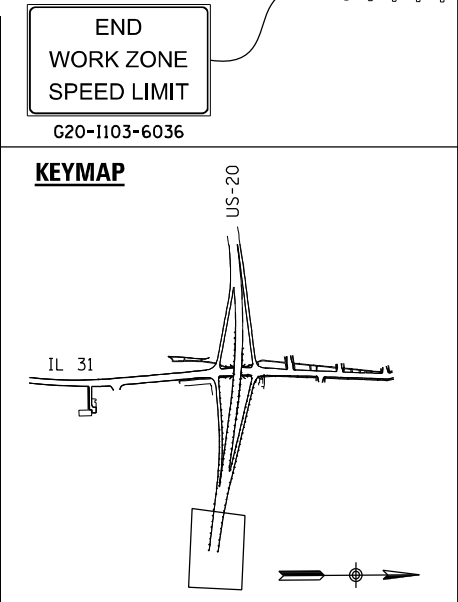 END
WORK ZONE
SPEED LIMIT
G20-I103-6036
KEYMAP
US-20
IL 31